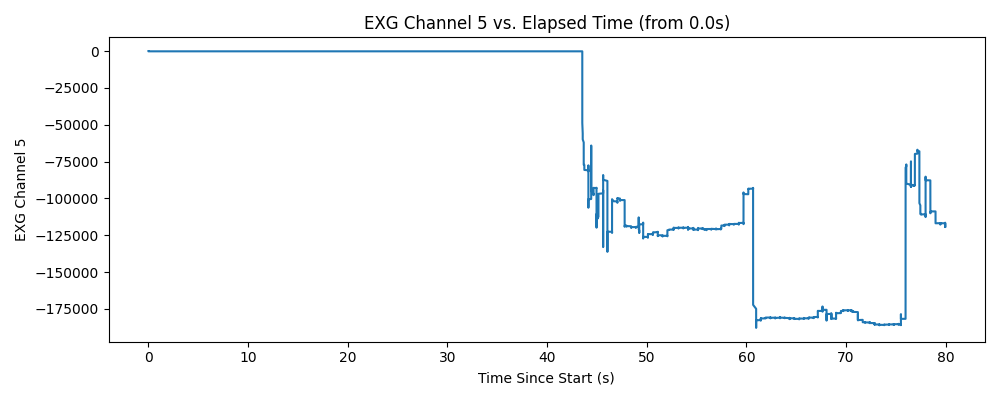 EXG Channel 5 vs. Elapsed Time (from 0.0s)
0
−25000
−50000
−75000
−100000
−125000
−150000
−175000
EXG Channel 5
0 10 20 30 40 50 60 70 80
Time Since Start (s)